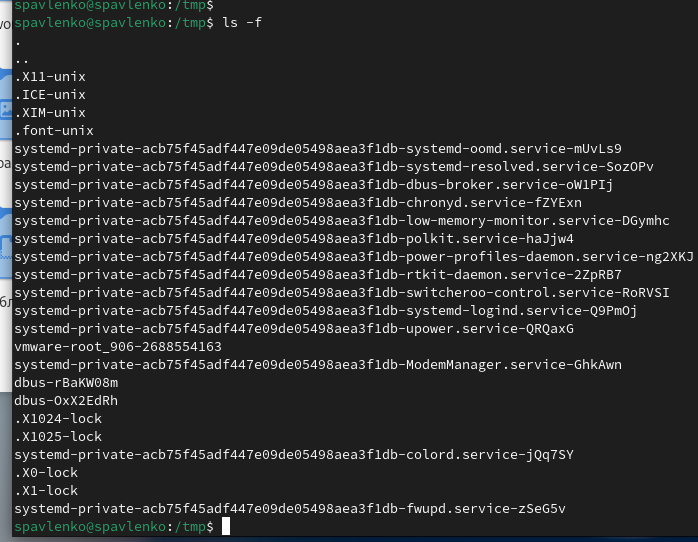 spavlenko@spavlenko:/tmp$
spavlenko@spavlenko:/tmp$ ls -f
.
..
.X11-unix
.ICE-unix
.XIM-unix
.font-unix
systemd-private-acb75f45adf447e09de05498aea3f1db-systemd-oomd.service-mUvLs9
systemd-private-acb75f45adf447e09de05498aea3f1db-systemd-resolved.service-SozOPv
systemd-private-acb75f45adf447e09de05498aea3f1db-dbus-broker.service-oW1PIj
systemd-private-acb75f45adf447e09de05498aea3f1db-chronyd.service-fZYExn
systemd-private-acb75f45adf447e09de05498aea3f1db-low-memory-monitor.service-DGymhc
systemd-private-acb75f45adf447e09de05498aea3f1db-polkit.service-haJjw4
systemd-private-acb75f45adf447e09de05498aea3f1db-power-profiles-daemon.service-ng2XKJ
systemd-private-acb75f45adf447e09de05498aea3f1db-rtkit-daemon.service-2ZpRB7
systemd-private-acb75f45adf447e09de05498aea3f1db-switcheroo-control.service-RoRVSI
systemd-private-acb75f45adf447e09de05498aea3f1db-systemd-logind.service-Q9PmOj
systemd-private-acb75f45adf447e09de05498aea3f1db-upower.service-QRQaxG
vmware-root_906-2688554163
systemd-private-acb75f45adf447e09de05498aea3f1db-ModemManager.service-GhkAwn
dbus-rBaKW08m
dbus-OxX2EdRh
.X1024-lock
.X1025-lock
systemd-private-acb75f45adf447e09de05498aea3f1db-colord.service-jQq7SY
.X0-lock
.X1-lock
systemd-private-acb75f45adf447e09de05498aea3f1db-fwupd.service-zSeG5v
spavlenko@spavlenko:/tmp$